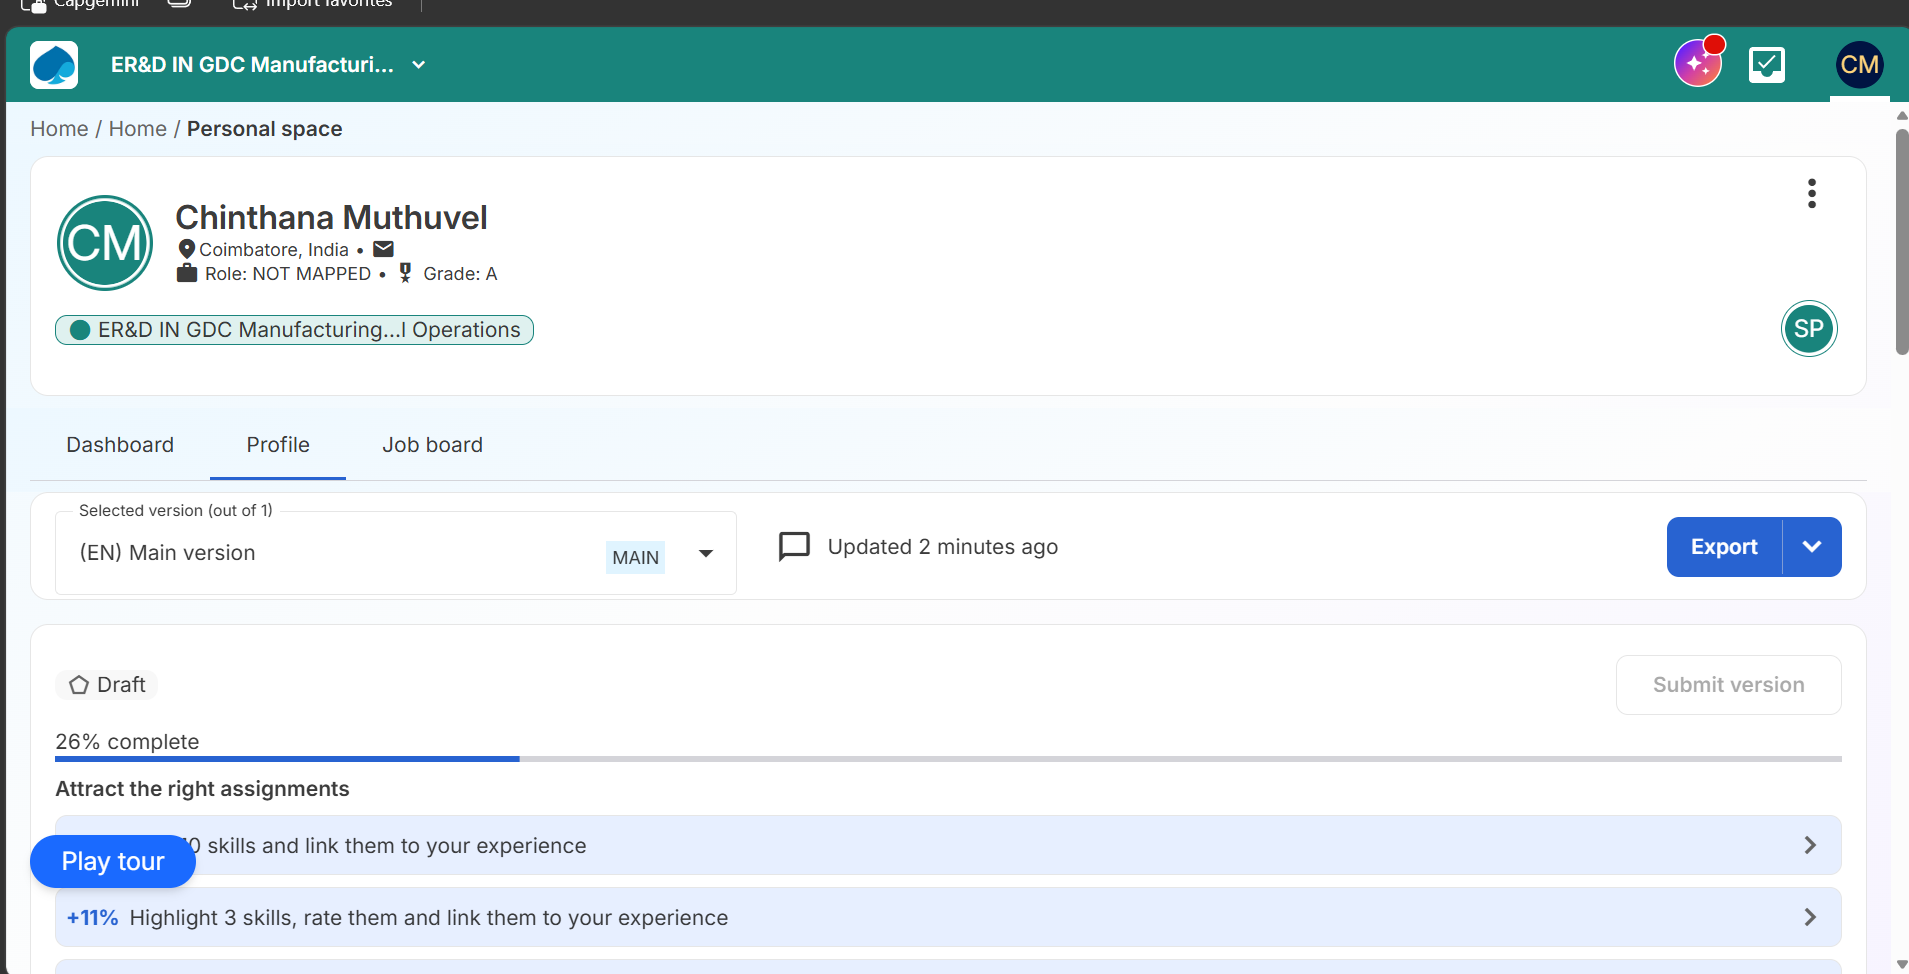 Capgemini
Import favorites
ER&D IN GDC Manufacturi...
CM
Home / Home / Personal space
CM
Chinthana Muthuvel
Coimbatore, India •
Role: NOT MAPPED • Grade: A
ER&D IN GDC Manufacturing...l Operations
SP
Dashboard
Profile
Job board
Selected version (out of 1)
(EN) Main version
MAIN
Updated 2 minutes ago
Export
Draft
Submit version
26% complete
Attract the right assignments
skills and link them to your experience
Play tour
+11% Highlight 3 skills, rate them and link them to your experience